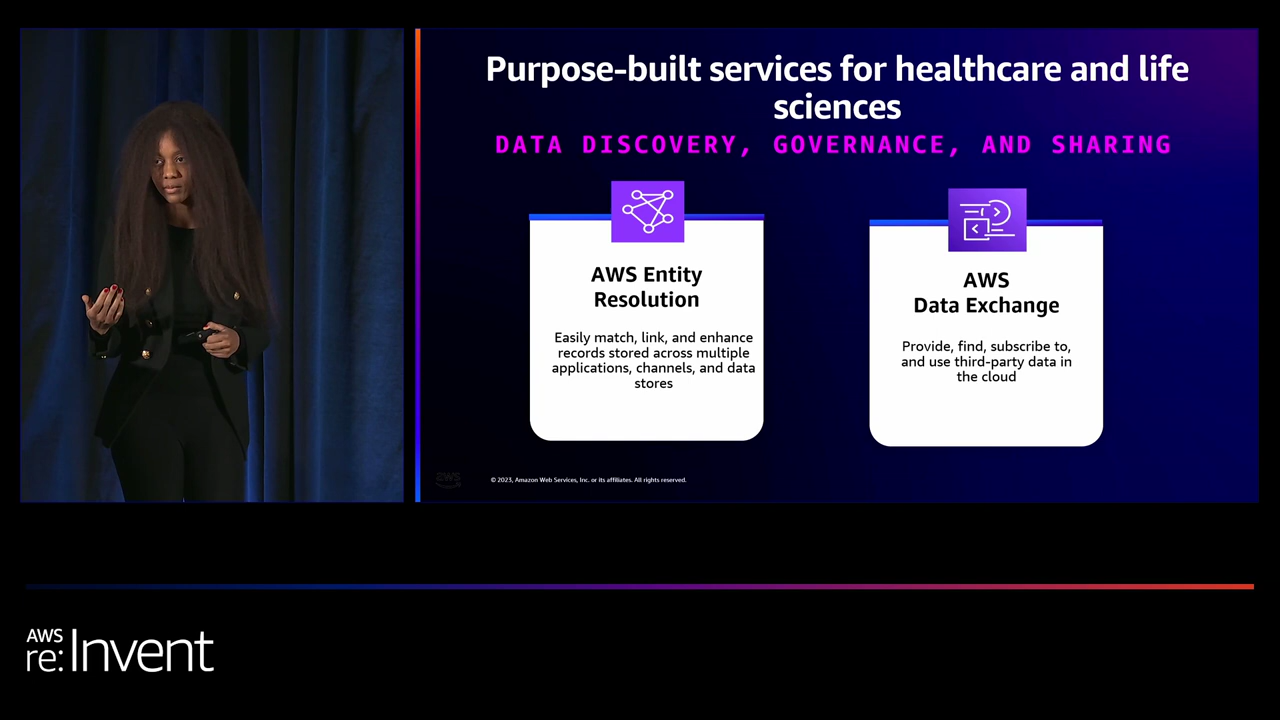 Purpose-built services for healthcare and life
sciences
DATA DISCOVERY, GOVERNANCE, AND SHARING
AWS Entity
Resolution
Easily match, link, and enhance
records stored across multiple
applications, channels, and data
stores
AWS
Data Exchange
Provide, find, subscribe to,
and use third-party data in
the cloud
aws
© 2023, Amazon Web Services, Inc. or its affiliates. All rights reserved.
AWS
re:Invent